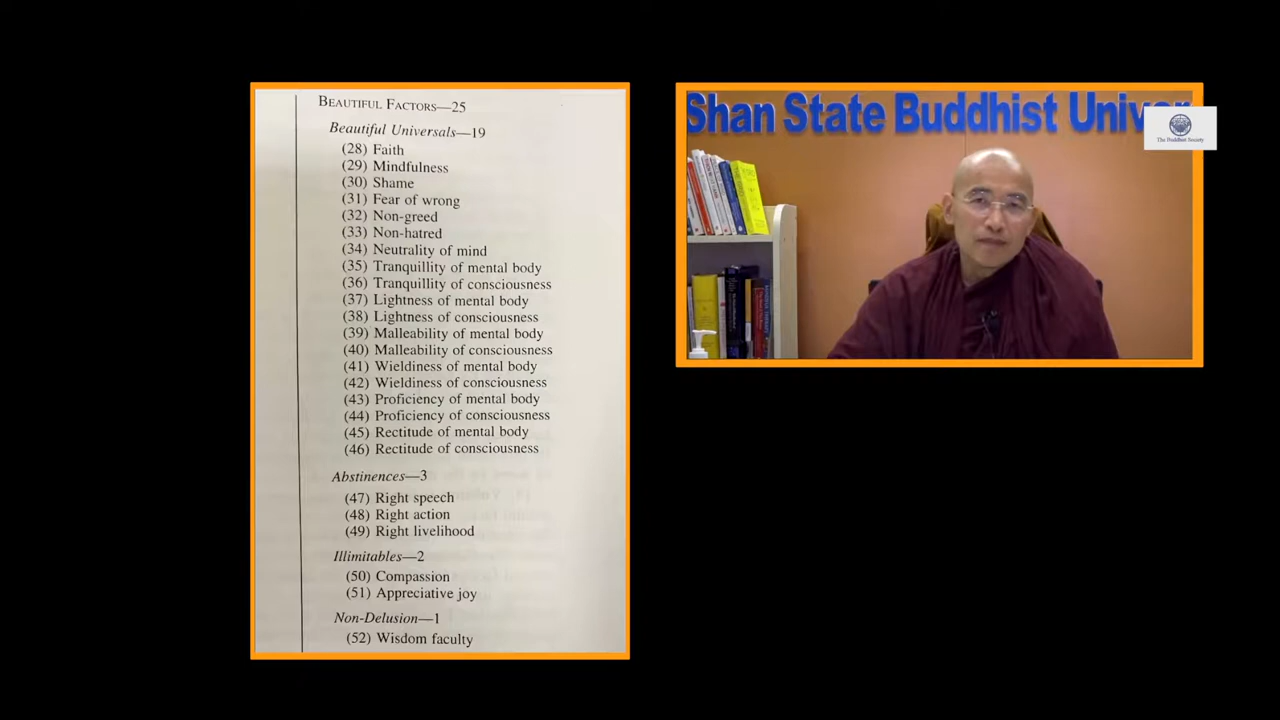 BEAUTIFUL FACTORS—25
Beautiful Universals—19
(28) Faith
(29) Mindfulness
(30) Shame
(31) Fear of wrong
(32) Non-greed
(33) Non-hatred
(34) Neutrality of mind
(35) Tranquillity of mental body
(36) Tranquillity of consciousness
(37) Lightness of mental body
(38) Lightness of consciousness
(39) Malleability of mental body
(40) Malleability of consciousness
(41) Wieldiness of mental body
(42) Wieldiness of consciousness
(43) Proficiency of mental body
(44) Proficiency of consciousness
(45) Rectitude of mental body
(46) Rectitude of consciousness
Abstinences—3
(47) Right speech
(48) Right action
(49) Right livelihood
Illimitables—2
(50) Compassion
(51) Appreciative joy
Non-Delusion—1
(52) Wisdom faculty
Shan State Buddhist Univer
The Buddhist Society